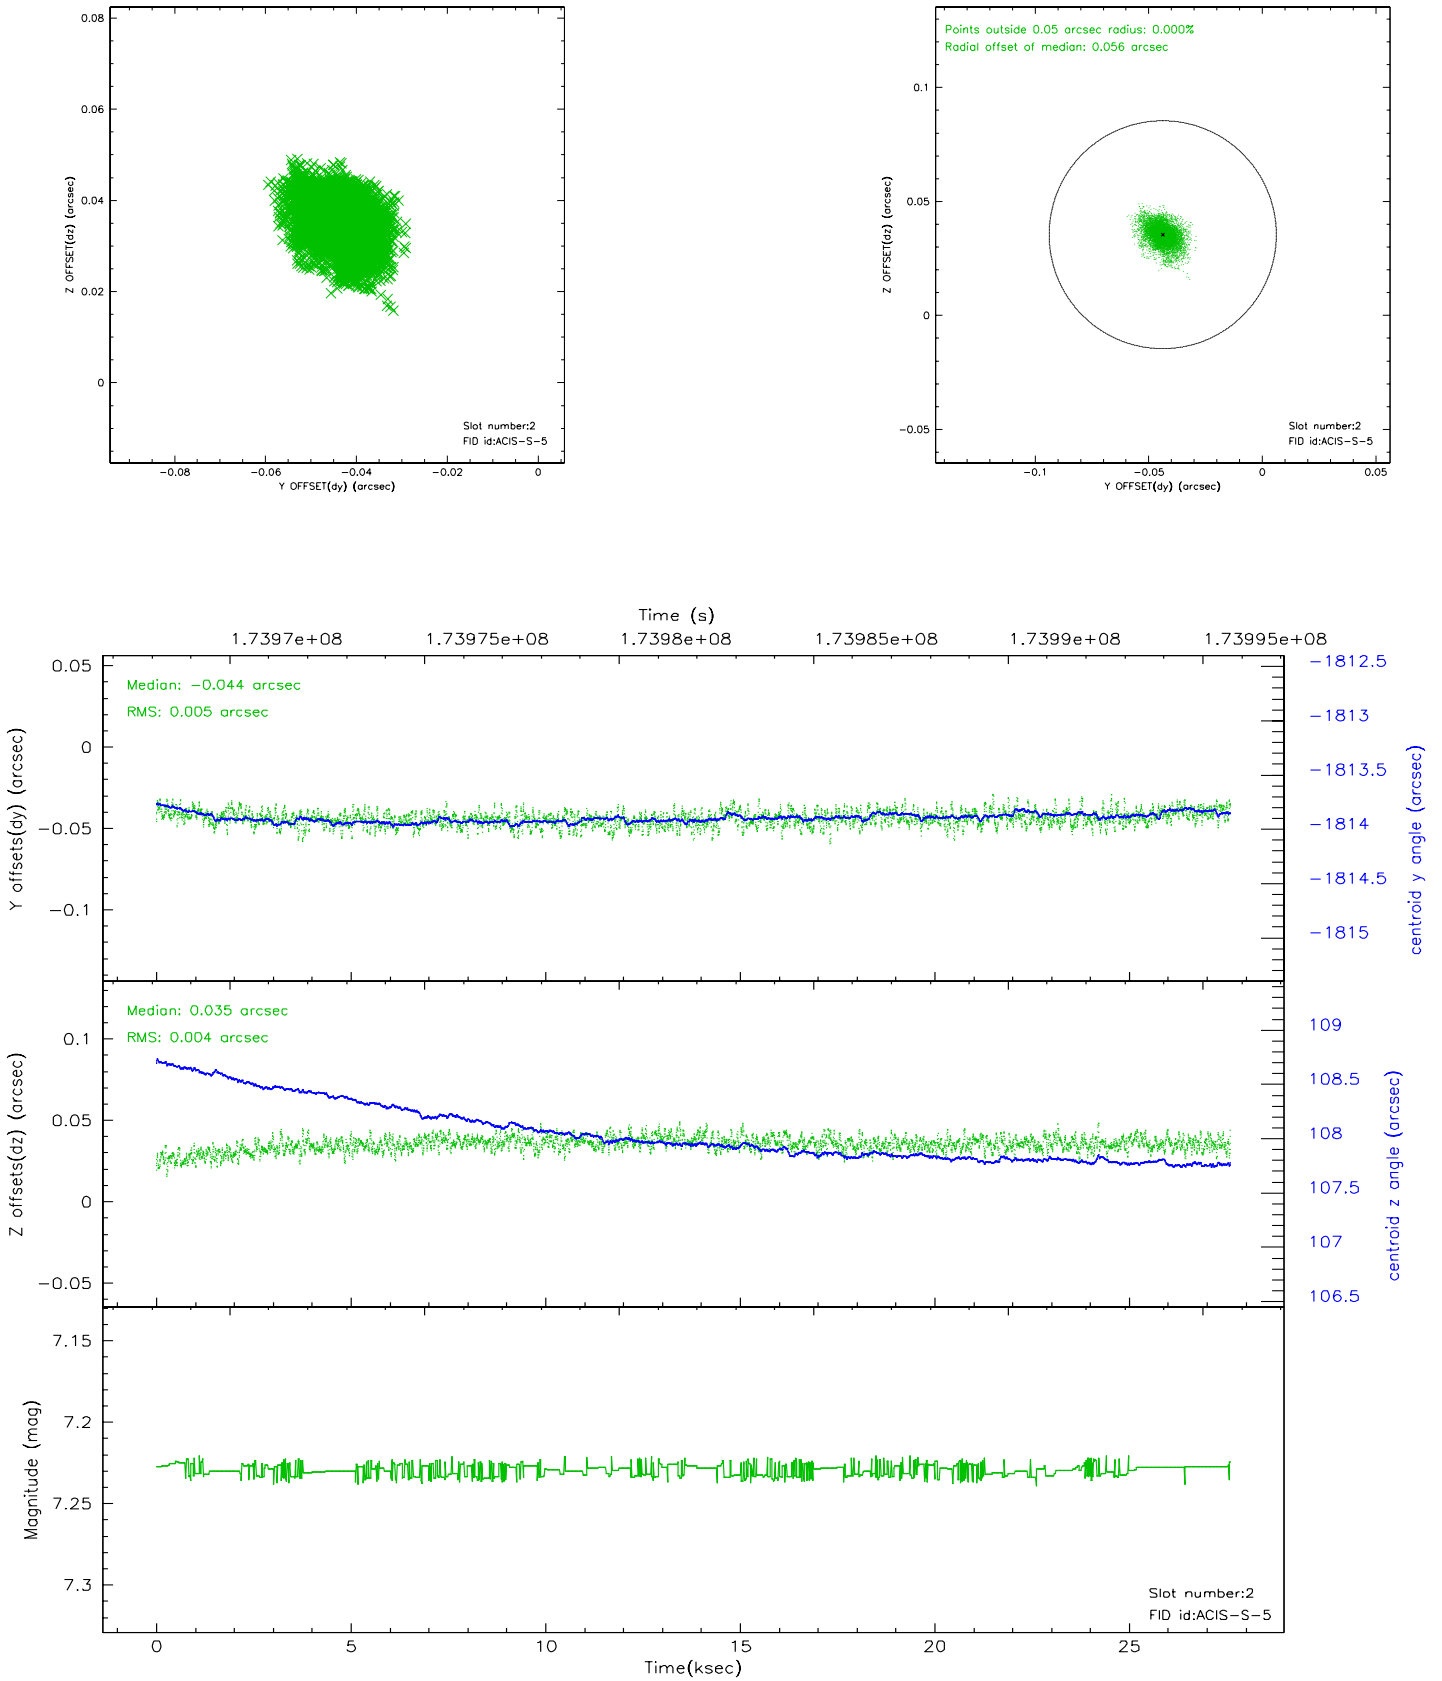 0.08
0.06
0.04
0.02
0
Z OFFSET(dz) (arcsec)
Slot number:2
FID id:ACIS-S-5
-0.08 -0.06 -0.04 -0.02 0
Y OFFSET(dy) (arcsec)
Points outside 0.05 arcsec radius: 0.000%
Radial offset of median: 0.056 arcsec
0.1
0.05
0
-0.05
Z OFFSET(dz) (arcsec)
Slot number:2
FID id:ACIS-S-5
-0.1 -0.05 0 0.05
Y OFFSET(dy) (arcsec)
Time (s)
1.7397e+08 1.73975e+08 1.7398e+08 1.73985e+08 1.7399e+08 1.73995e+08
Median: -0.044 arcsec
RMS: 0.005 arcsec
0.05
0
-0.05
-0.1
Y offsets(dy) (arcsec)
-1812.5
-1813
-1813.5
-1814
-1814.5
-1815
centroid y angle (arcsec)
Median: 0.035 arcsec
RMS: 0.004 arcsec
0.1
0.05
0
-0.05
Z offsets(dz) (arcsec)
109
108.5
108
107.5
107
106.5
centroid z angle (arcsec)
7.15
7.2
7.25
7.3
Magnitude (mag)
Slot number:2
FID id:ACIS-S-5
0 5 10 15 20 25
Time(ksec)